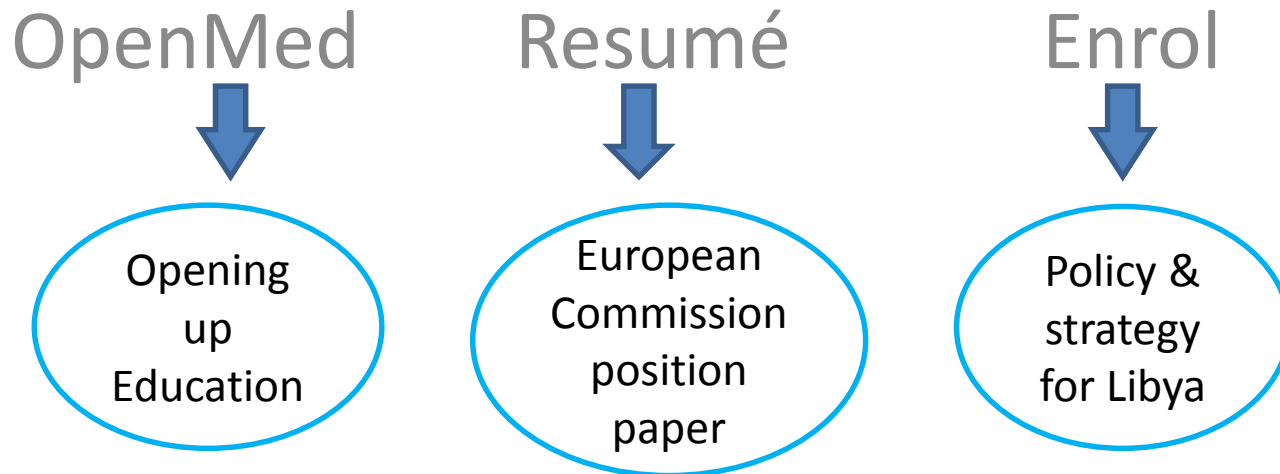 OpenMed
Resumé
Enrol
Opening
up
Education
European
Commission
position
paper
Policy &
strategy
for Libya